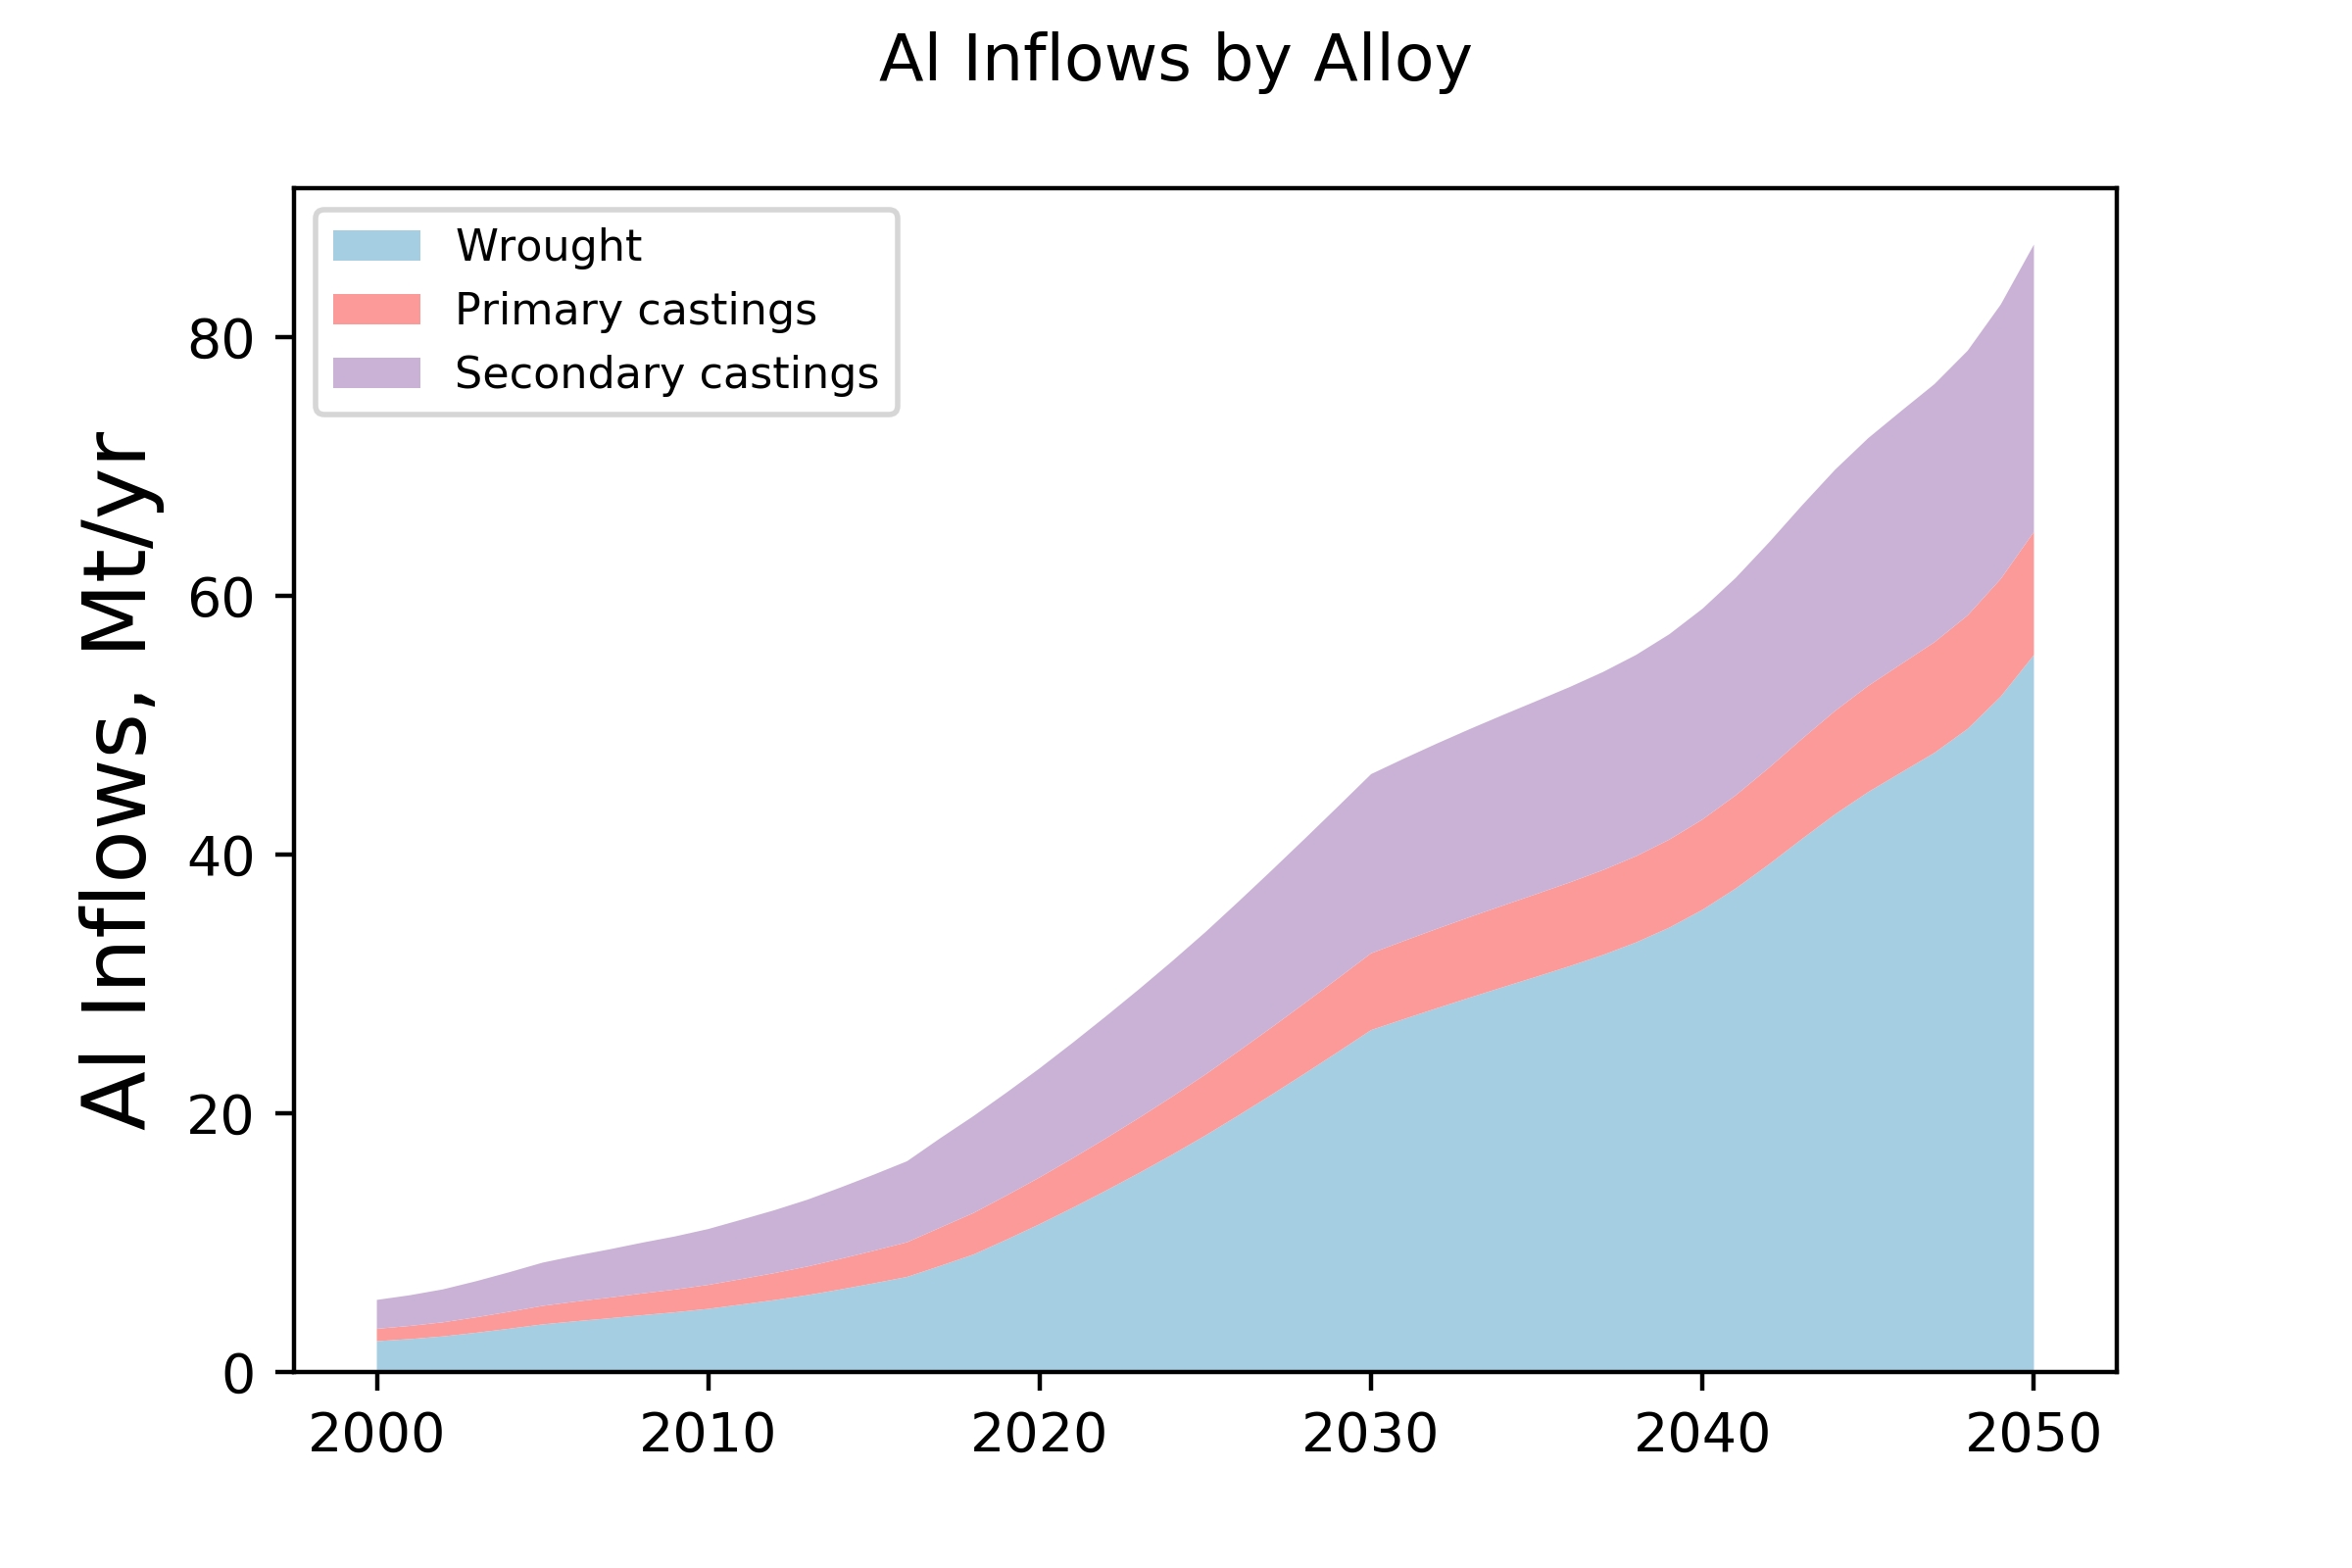 Al Inflows by Alloy
Wrought
Primary castings
Secondary castings
Al Inflows, Mt/yr
80
60
40
20
0
2000 2010 2020 2030 2040 2050